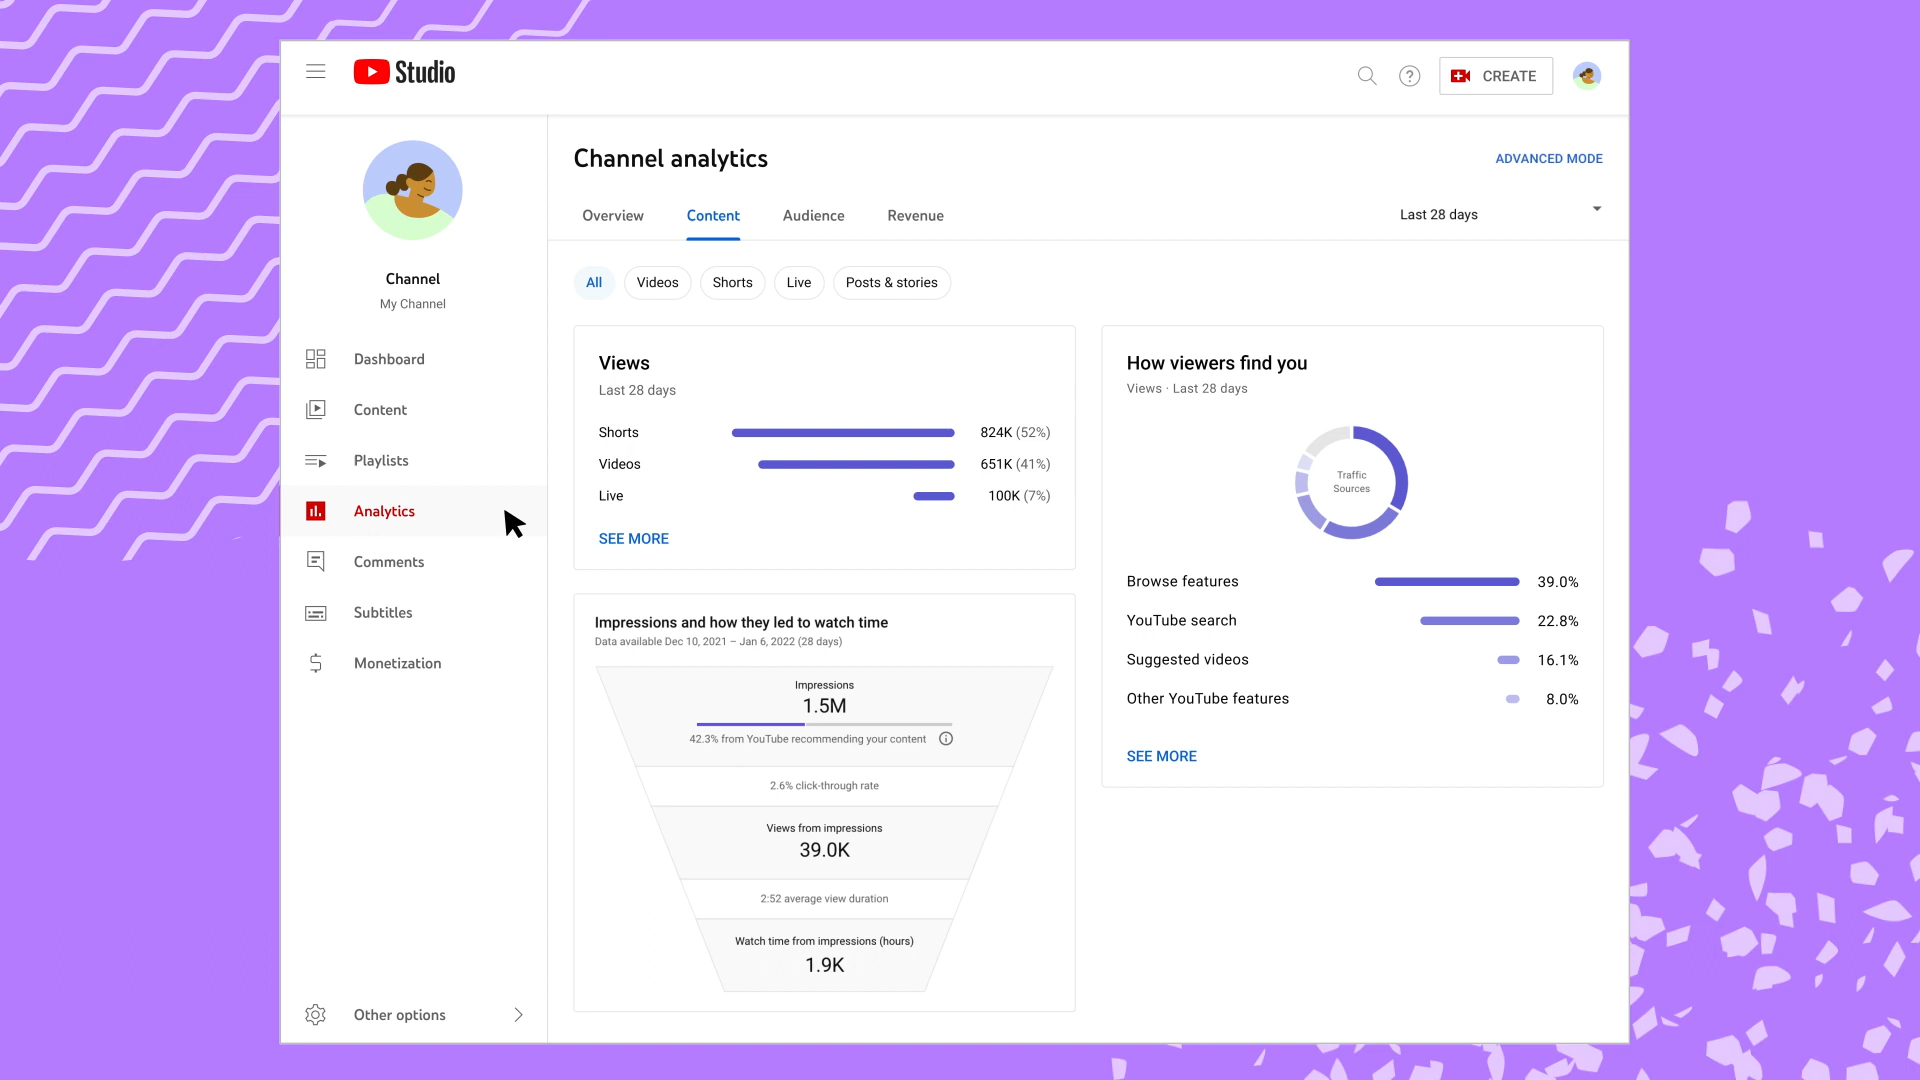 Studio
CREATE
Channel
My Channel
Dashboard
Content
Playlists
Analytics
Comments
Subtitles
Monetization
Other options
Channel analytics
ADVANCED MODE
Overview
Content
Audience
Revenue
Last 28 days
All
Videos
Shorts
Live
Posts & stories
Views
Last 28 days
Shorts 824K (52%)
Videos 651K (41%)
Live 100K (7%)
SEE MORE
Impressions and how they led to watch time
Data available Dec 10, 2021 – Jan 6, 2022 (28 days)
Impressions
1.5M
42.3% from YouTube recommending your content
2.6% click-through rate
Views from impressions
39.0K
2:52 average view duration
Watch time from impressions (hours)
1.9K
How viewers find you
Views · Last 28 days
Traffic
Sources
Browse features 39.0%
YouTube search 22.8%
Suggested videos 16.1%
Other YouTube features 8.0%
SEE MORE